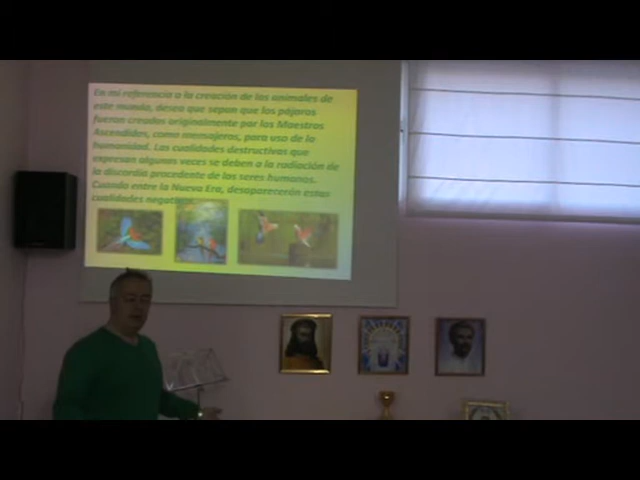 En mi referencia a la creación de los animales de
este mundo, deseo que sepan que los pájaros
fueron creados originalmente por los Maestros
Ascendidos, como mensajeros, para uso de la
humanidad. Las cualidades destructivas que
expresan algunas veces se deben a la radiación de
la discordia procedente de los seres humanos.
Cuando entre la Nueva Era, desaparecerán estas
cualidades